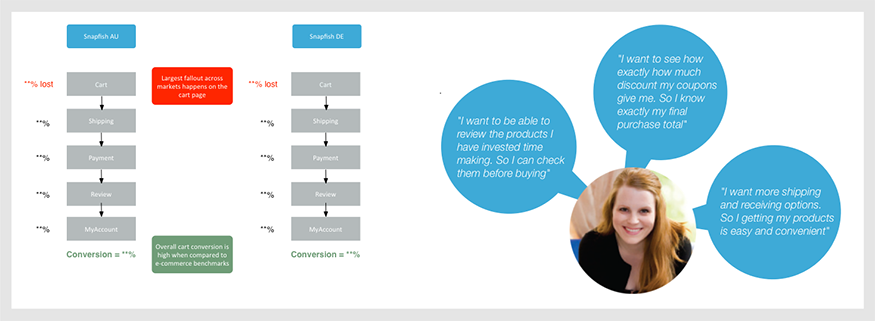 Snapfish AU
**% lost
Cart
**%
Shipping
**%
Payment
**%
Review
**%
MyAccount
Conversion = **%
Largest fallout across
markets happens on the
cart page
Overall cart conversion is
high when compared to
e-commerce benchmarks
Snapfish DE
**% lost
Cart
**%
Shipping
**%
Payment
**%
Review
**%
MyAccount
Conversion = **%
"I want to be able to
review the products I
have invested time
making. So I can check
them before buying"
"I want to see how
exactly how much
discount my coupons
give me. So I know
exactly my final
purchase total"
"I want more shipping
and receiving options.
So I getting my products
is easy and convenient"